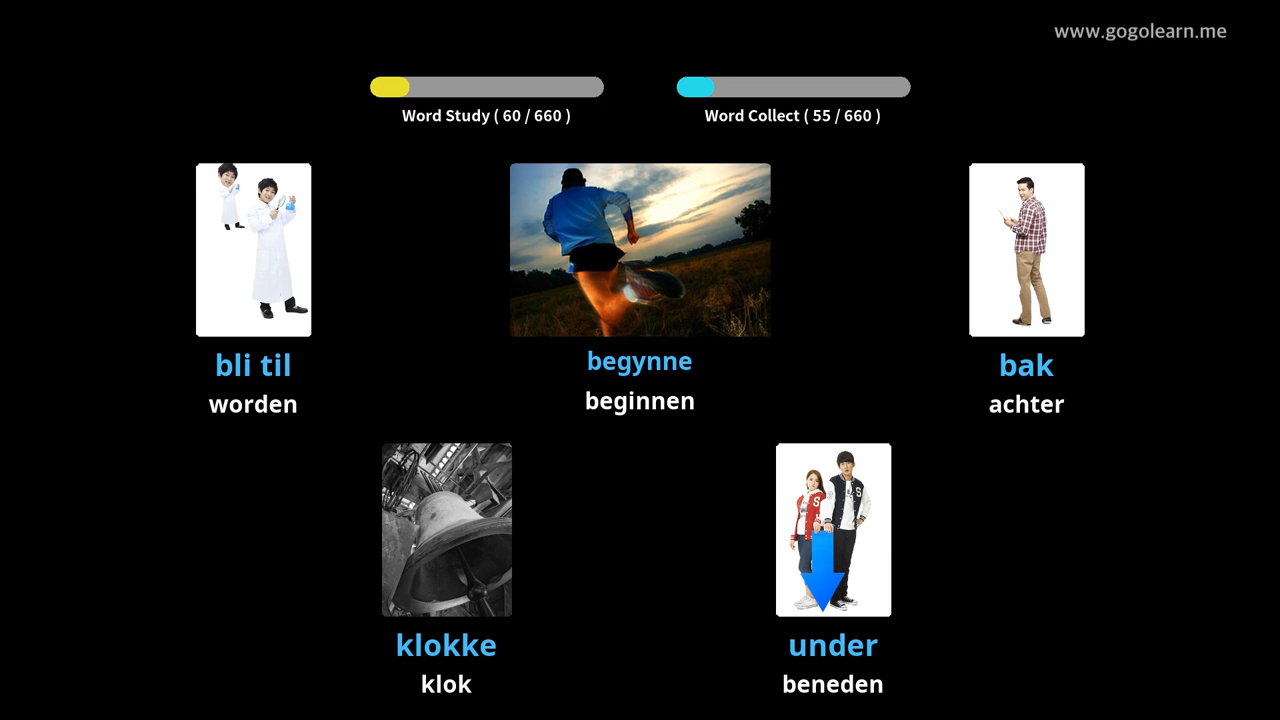 www.gogolearn.me
Word Study ( 60 / 660 )
Word Collect ( 55 / 660 )
bli til
worden
begynne
beginnen
bak
achter
S
S
klokke
klok
under
beneden